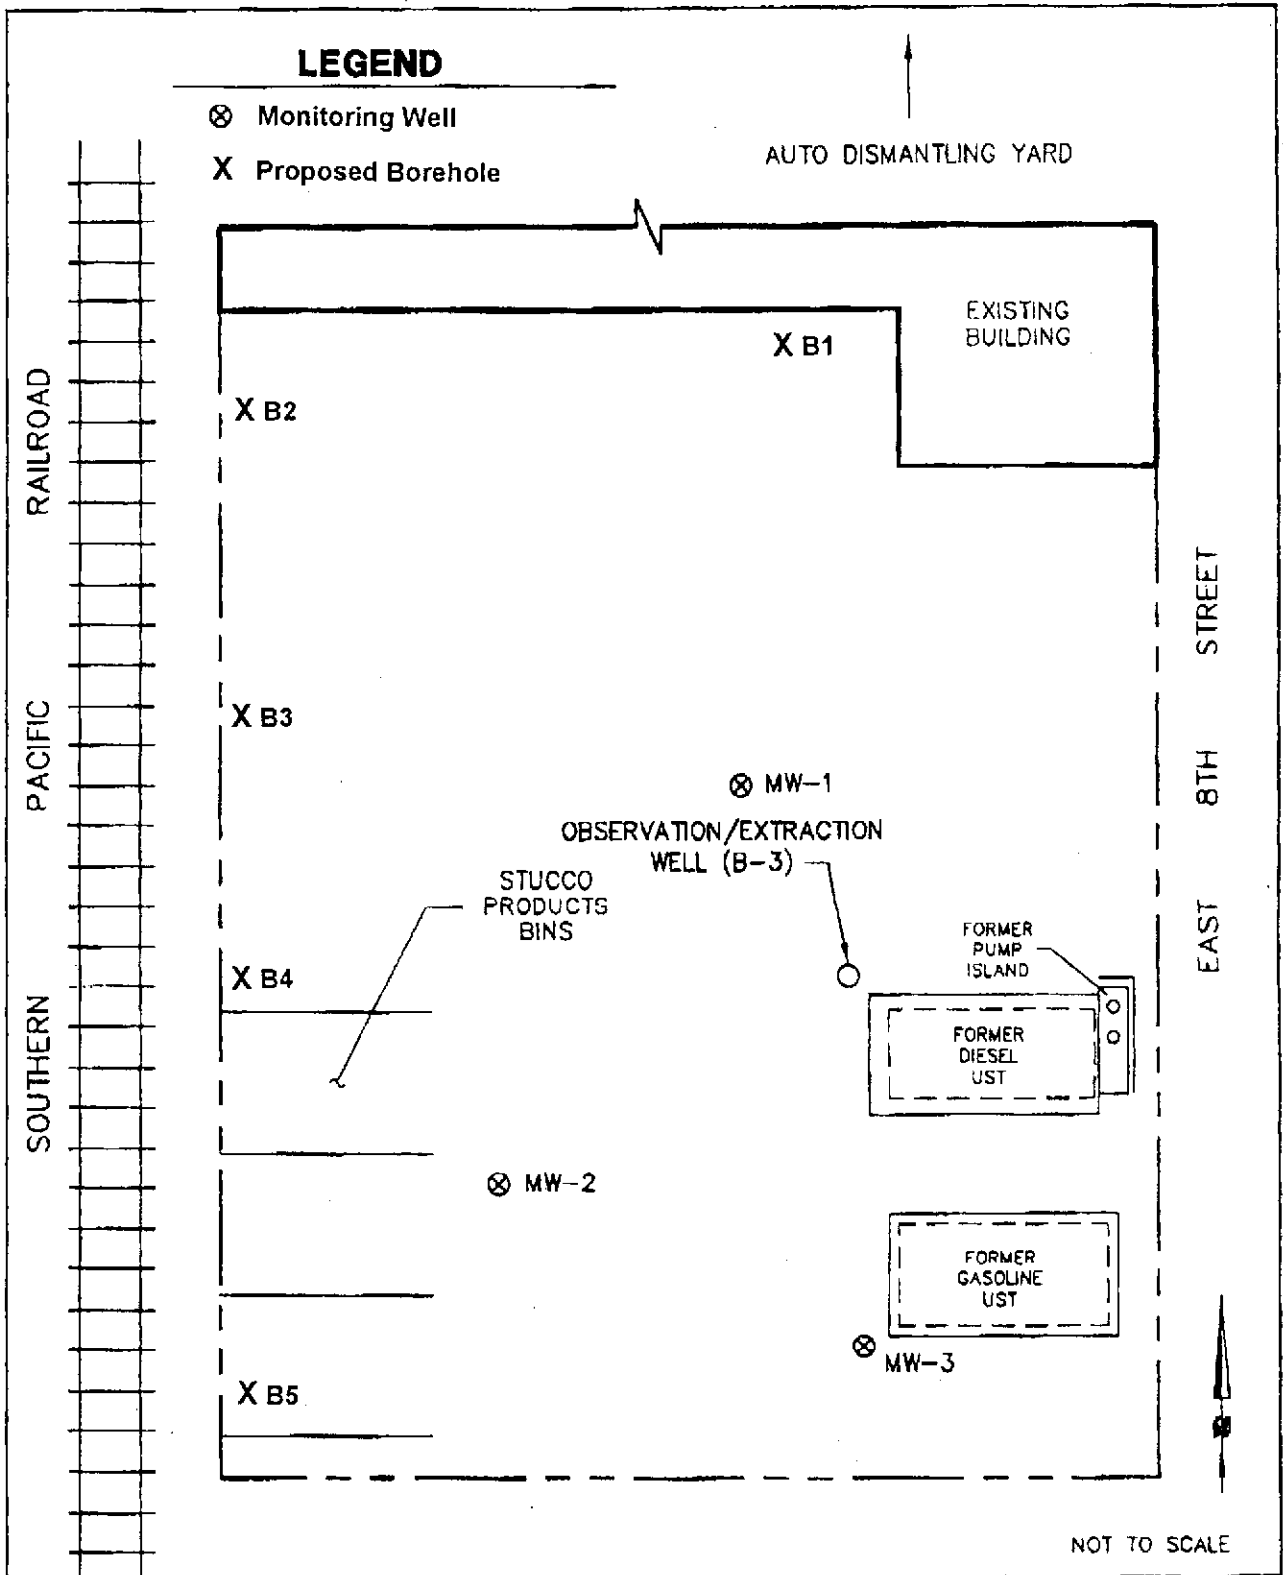 LEGEND
⊗ Monitoring Well
X Proposed Borehole
AUTO DISMANTLING YARD
EXISTING
BUILDING
X B1
X B2
RAILROAD
STREET
X B3
PACIFIC
8TH
MW-1
OBSERVATION/EXTRACTION
WELL (B-3)
STUCCO
PRODUCTS
BINS
FORMER
PUMP
ISLAND
EAST
X B4
SOUTHERN
FORMER
DIESEL
UST
MW-2
FORMER
GASOLINE
UST
MW-3
X B5
NOT TO SCALE